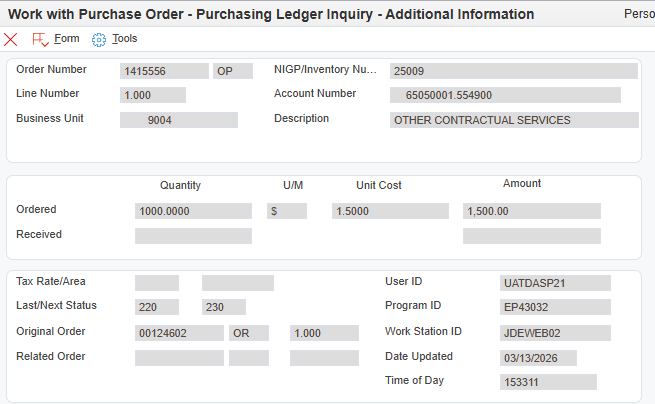 Work with Purchase Order - Purchasing Ledger Inquiry - Additional Information Perso
Form Tools
Order Number 1415556 OP NIGP/Inventory Nu... 25009
Line Number 1.000 Account Number 65050001.554900
Business Unit 9004 Description OTHER CONTRACTUAL SERVICES
Quantity U/M Unit Cost Amount
Ordered 1000.0000 $ 1.5000 1,500.00
Received
Tax Rate/Area User ID UATDASP21
Last/Next Status 220 230 Program ID EP43032
Original Order 00124602 OR 1.000 Work Station ID JDEWEB02
Related Order Date Updated 03/13/2026
Time of Day 153311